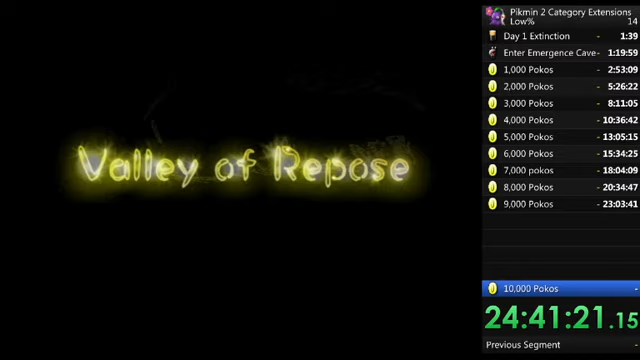 Valley of Repose
Pikmin 2 Category Extensions
Low% 14
Day 1 Extinction - 1:39
Enter Emergence Cave - 1:19:59
1,000 Pokos - 2:53:09
2,000 Pokos - 5:26:22
3,000 Pokos - 8:11:05
4,000 Pokos - 10:36:42
5,000 Pokos - 13:05:15
6,000 Pokos - 15:34:25
7,000 pokos - 18:04:09
8,000 Pokos - 20:34:47
9,000 Pokos - 23:03:41
10,000 Pokos -
24:41:21.15
Previous Segment -